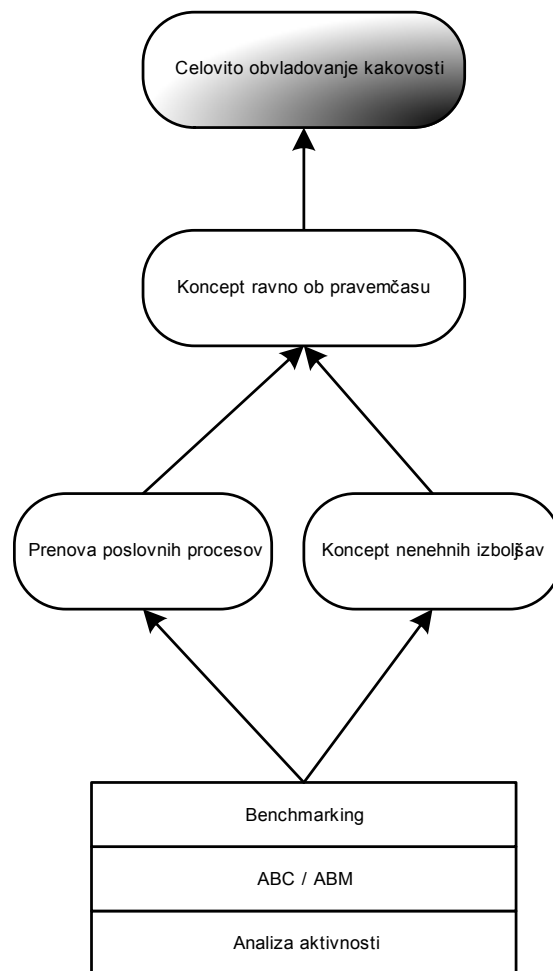 Celovito obvladovanje kakovosti
Koncept ravno ob pravemčasu
Prenova poslovnih procesov
Koncept nenehnih izboljšav
Benchmarking
ABC / ABM
Analiza aktivnosti